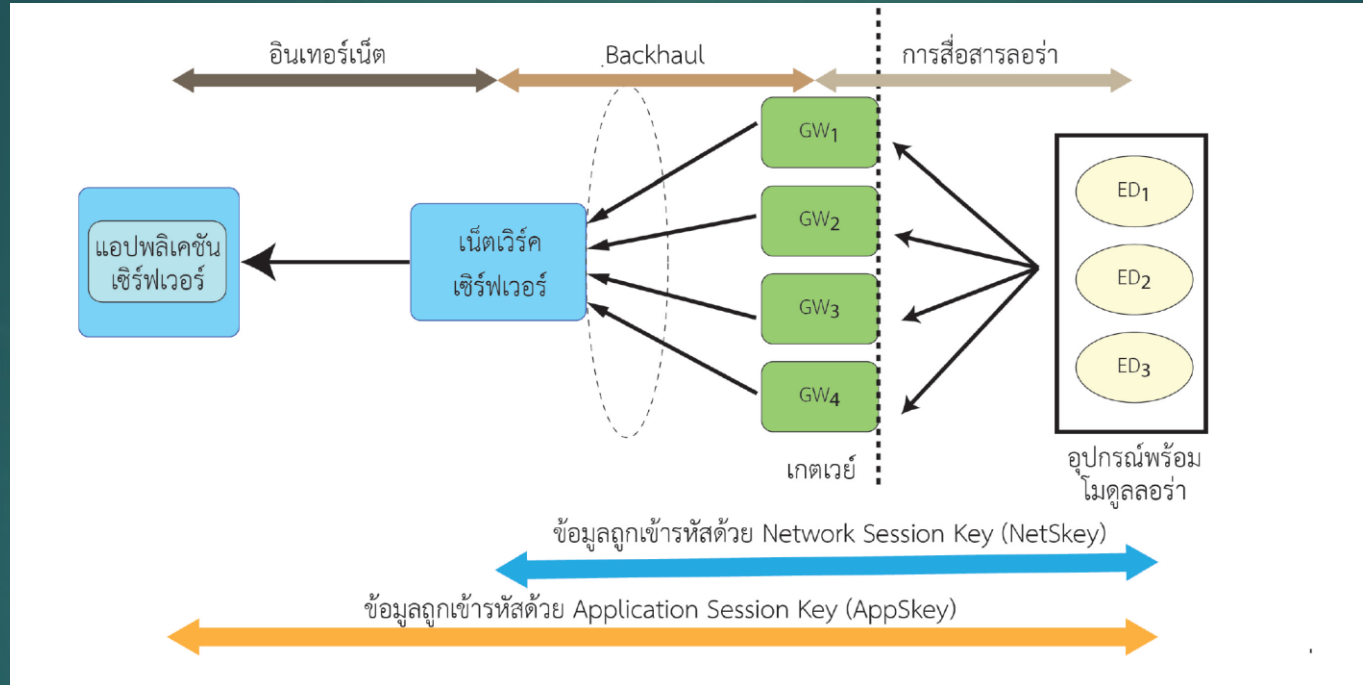 อินเทอร์เน็ต
Backhaul
การสื่อสารลอร่า
GW1
GW2
GW3
GW4
ED1
ED2
ED3
แอปพลิเคชัน
เซิร์ฟเวอร์
เน็ตเวิร์ค
เซิร์ฟเวอร์
เกตเวย์
อุปกรณ์พร้อม
โมดูลลอร่า
ข้อมูลถูกเข้ารหัสด้วย Network Session Key (NetSkey)
ข้อมูลถูกเข้ารหัสด้วย Application Session Key (AppSkey)